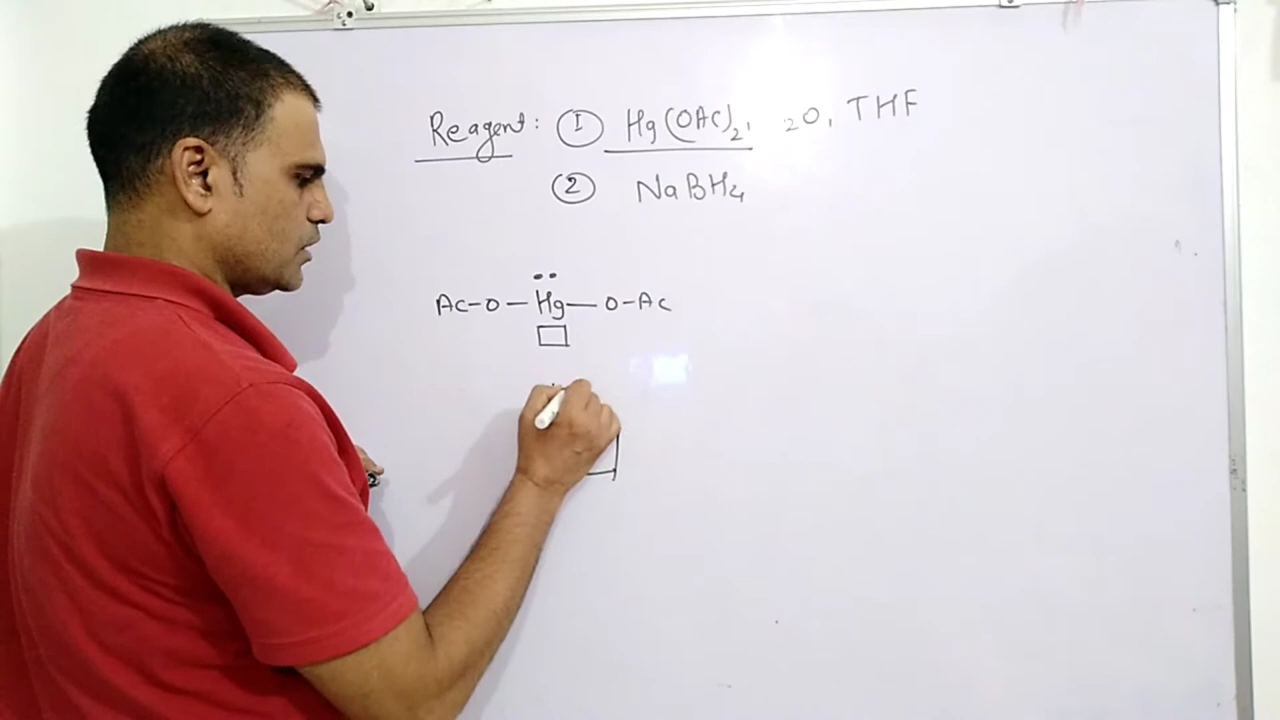 Reagent: ① Hg(OAc)2, 2O, THF
② NaBH4
Ac-O-Hg-O-Ac